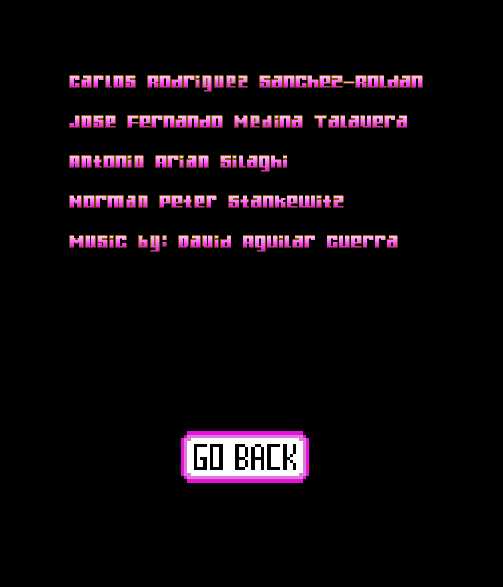 Carlos Rodriguez Sanchez-Roldan
Jose Fernando Medina Talavera
Antonio Arian Silaghi
Norman Peter Stankewitz
Music by: David Aguilar Guerra
GO BACK